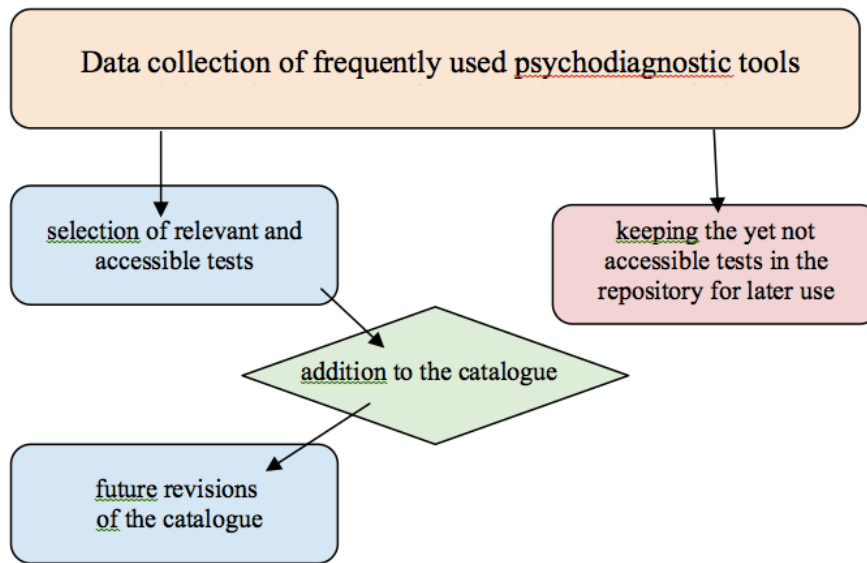 Data collection of frequently used psychodiagnostic tools
selection of relevant and
accessible tests
keeping the yet not
accessible tests in the
repository for later use
addition to the catalogue
future revisions
of the catalogue